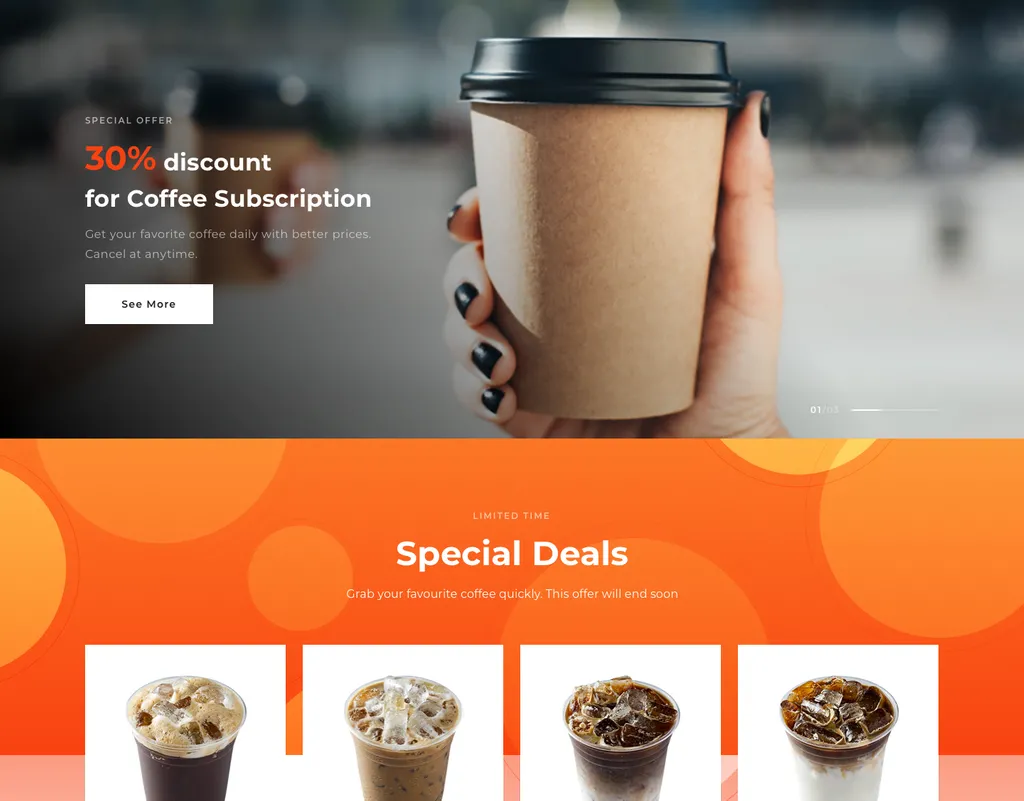 SPECIAL OFFER
30% discount
for Coffee Subscription
Get your favorite coffee daily with better prices.
Cancel at anytime.
See More
01/03
LIMITED TIME
Special Deals
Grab your favourite coffee quickly. This offer will end soon